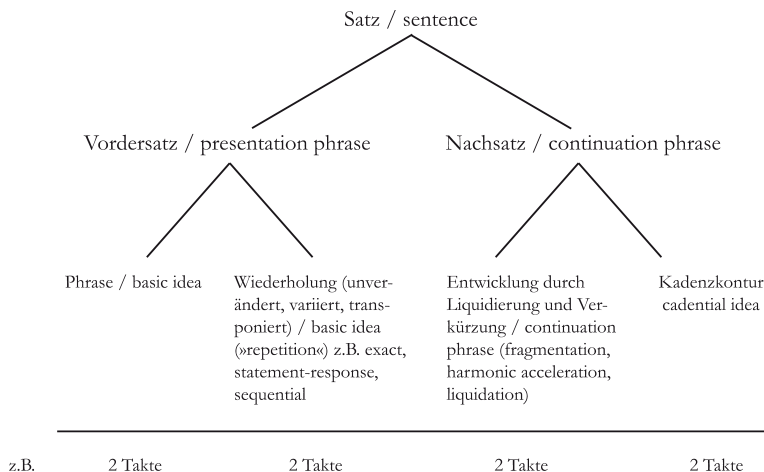 Satz / sentence
Vordersatz / presentation phrase
Nachsatz / continuation phrase
Phrase / basic idea
Wiederholung (unver-
ändert, variiert, trans-
poniert) / basic idea
(»repetition«) z.B. exact,
statement-response,
sequential
Entwicklung durch
Liquidierung und Ver-
kürzung / continuation
phrase (fragmentation,
harmonic acceleration,
liquidation)
Kadenzkontur
cadential idea
z.B.
2 Takte
2 Takte
2 Takte
2 Takte